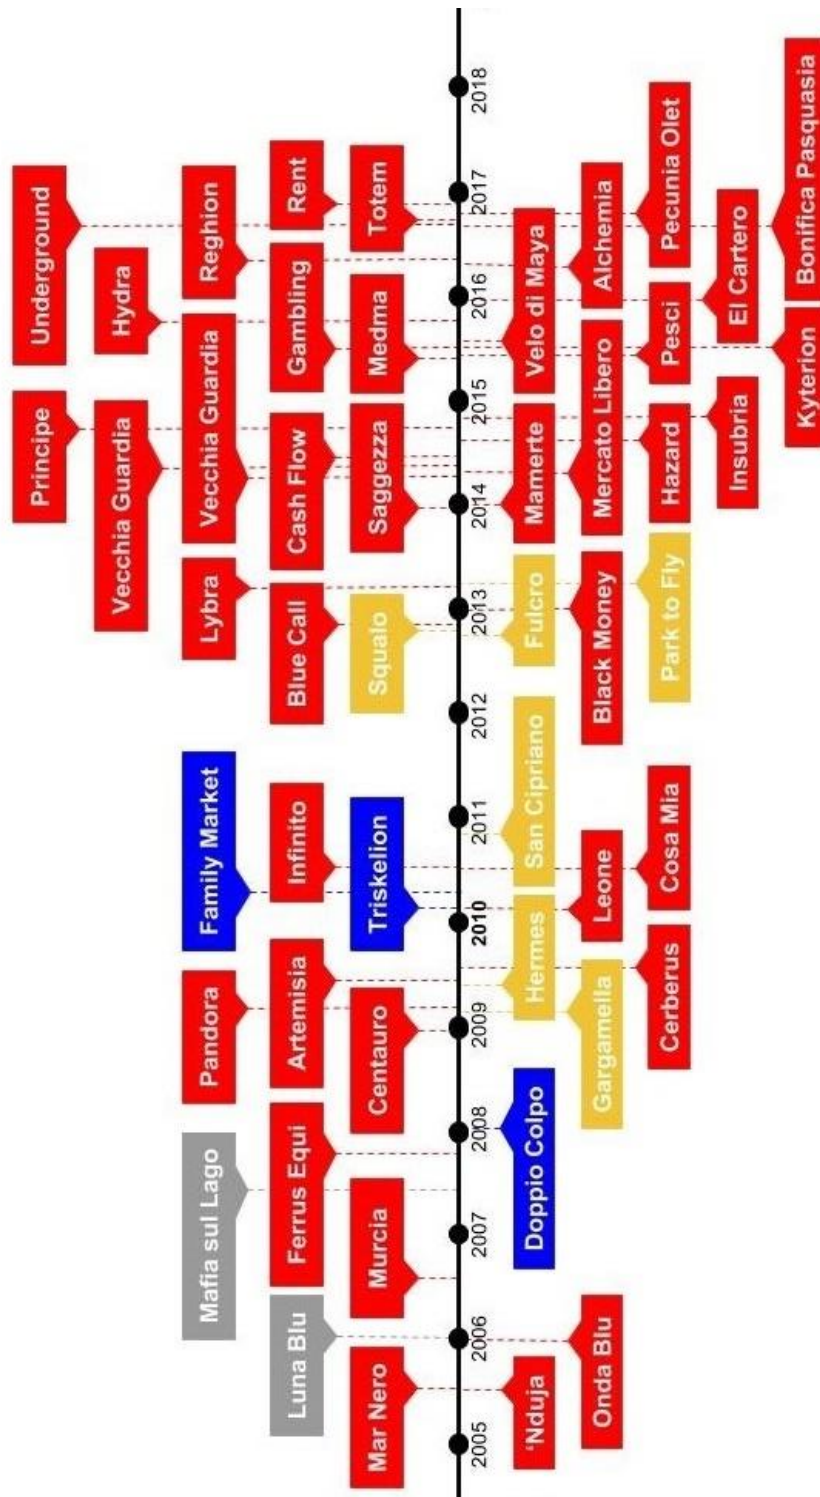 Underground
Principe
Hydra
Vecchia Guardia
Reghion
Vecchia Guardia
Lybra
Family Market
Pandora
Mafia sul Lago
Rent
Gambling
Cash Flow
Blue Call
Infinito
Artemisia
Ferrus Equi
Luna Blu
Totem
Medma
Saggezza
Squalo
Triskelion
Centauro
Murcia
Mar Nero
2005
2006
2007
2008
2009
2010
2011
2012
2013
2014
2015
2016
2017
2018
'Nduja
Doppio Colpo
Hermes
San Cipriano
Fulcro
Mamerte
Velo di Maya
Onda Blu
Gargamella
Leone
Black Money
Mercato Libero
Alchemia
Cerberus
Cosa Mia
Park to Fly
Hazard
Pesci
Pecunia Olet
Insubria
El Cartero
Kyterion
Bonifica Pasquasia